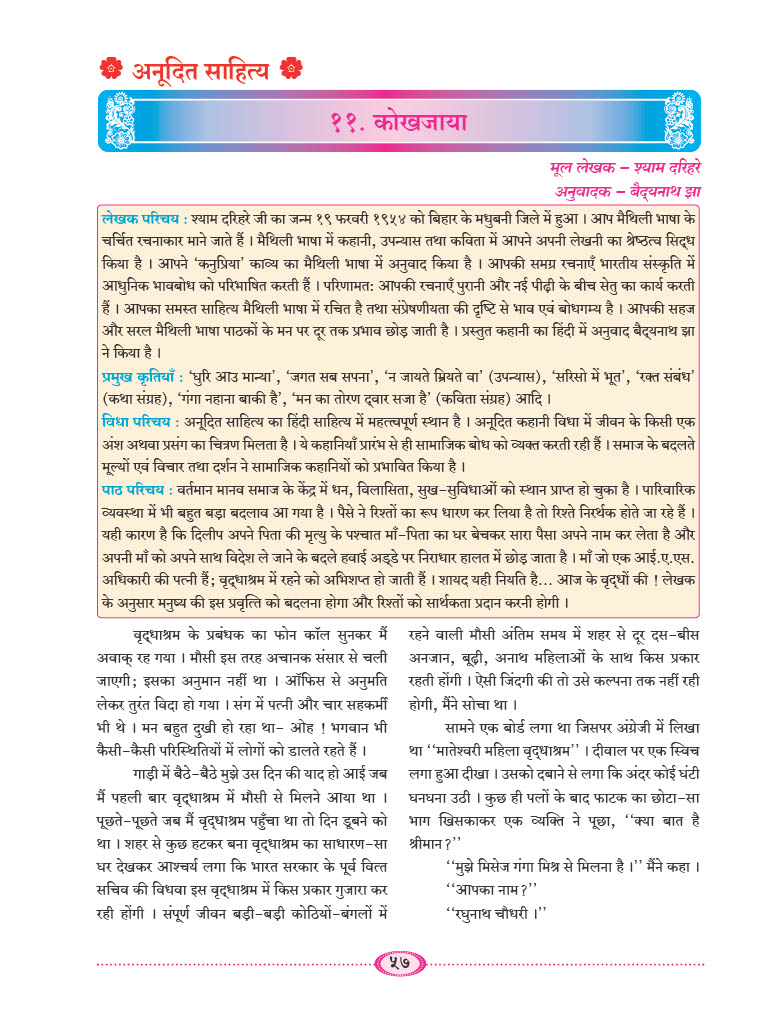 अनूदित साहित्य
११. कोखजाया
मूल लेखक – श्याम दरिहरे
अनुवादक – बैद्यनाथ झा
लेखक परिचय : श्याम दरिहरे जी का जन्म १९ फरवरी १९५४ को बिहार के मधुबनी जिले में हुआ । आप मैथिली भाषा के
चर्चित रचनाकार माने जाते हैं । मैथिली भाषा में कहानी, उपन्यास तथा कविता में आपने अपनी लेखनी का श्रेष्ठत्व सिद्ध
किया है । आपने ‘कनुप्रिया’ काव्य का मैथिली भाषा में अनुवाद किया है । आपकी समग्र रचनाएँ भारतीय संस्कृति में
आधुनिक भावबोध को परिभाषित करती हैं । परिणामत: आपकी रचनाएँ पुरानी और नई पीढ़ी के बीच सेतु का कार्य करती
हैं । आपका समस्त साहित्य मैथिली भाषा में रचित है तथा संप्रेषणीयता की दृष्टि से भाव एवं बोधगम्य है । आपकी सहज
और सरल मैथिली भाषा पाठकों के मन पर दूर तक प्रभाव छोड़ जाती है । प्रस्तुत कहानी का हिंदी में अनुवाद बैद्यनाथ झा
ने किया है ।
प्रमुख कृतियाँ : ‘घुरि आउ मान्या’, ‘जगत सब सपना’, ‘न जायते म्रियते वा’ (उपन्यास), ‘सरिसो में भूत’, ‘रक्त संबंध’
(कथा संग्रह), ‘गंगा नहाना बाकी है’, ‘मन का तोरण द्वार सजा है’ (कविता संग्रह) आदि ।
विधा परिचय : अनूदित साहित्य का हिंदी साहित्य में महत्त्वपूर्ण स्थान है । अनूदित कहानी विधा में जीवन के किसी एक
अंश अथवा प्रसंग का चित्रण मिलता है । ये कहानियाँ प्रारंभ से ही सामाजिक बोध को व्यक्त करती रही हैं । समाज के बदलते
मूल्यों एवं विचार तथा दर्शन ने सामाजिक कहानियों को प्रभावित किया है ।
पाठ परिचय : वर्तमान मानव समाज के केंद्र में धन, विलासिता, सुख-सुविधाओं को स्थान प्राप्त हो चुका है । पारिवारिक
व्यवस्था में भी बहुत बड़ा बदलाव आ गया है । पैसे ने रिश्तों का रूप धारण कर लिया है तो रिश्ते निरर्थक होते जा रहे हैं ।
यही कारण है कि दिलीप अपने पिता की मृत्यु के पश्चात माँ-पिता का घर बेचकर सारा पैसा अपने नाम कर लेता है और
अपनी माँ को अपने साथ विदेश ले जाने के बदले हवाई अड्डे पर निराधार हालत में छोड़ जाता है । माँ जो एक आई.ए.एस.
अधिकारी की पत्नी हैं; वृद्धाश्रम में रहने को अभिशप्त हो जाती हैं । शायद यही नियति है... आज के वृद्धों की ! लेखक
के अनुसार मनुष्य की इस प्रवृत्ति को बदलना होगा और रिश्तों को सार्थकता प्रदान करनी होगी ।
वृद्धाश्रम के प्रबंधक का फोन कॉल सुनकर मैं
अवाक् रह गया । मौसी इस तरह अचानक संसार से चली
जाएगी; इसका अनुमान नहीं था । ऑफिस से अनुमति
लेकर तुरंत विदा हो गया । संग में पत्नी और चार सहकर्मी
भी थे । मन बहुत दुखी हो रहा था- ओह ! भगवान भी
कैसी-कैसी परिस्थितियों में लोगों को डालते रहते हैं ।
गाड़ी में बैठे-बैठे मुझे उस दिन की याद हो आई जब
मैं पहली बार वृद्धाश्रम में मौसी से मिलने आया था ।
पूछते-पूछते जब मैं वृद्धाश्रम पहुँचा था तो दिन डूबने को
था । शहर से कुछ हटकर बना वृद्धाश्रम का साधारण-सा
घर देखकर आश्चर्य लगा कि भारत सरकार के पूर्व वित्त
सचिव की विधवा इस वृद्धाश्रम में किस प्रकार गुजारा कर
रही होंगी । संपूर्ण जीवन बड़ी-बड़ी कोठियों-बंगलों में
रहने वाली मौसी अंतिम समय में शहर से दूर दस-बीस
अनजान, बूढ़ी, अनाथ महिलाओं के साथ किस प्रकार
रहती होंगी । ऐसी जिंदगी की तो उसे कल्पना तक नहीं रही
होगी, मैंने सोचा था ।
सामने एक बोर्ड लगा था जिसपर अंग्रेजी में लिखा
था ‘‘मातेश्वरी महिला वृद्धाश्रम’’ । दीवाल पर एक स्विच
लगा हुआ दीखा । उसको दबाने से लगा कि अंदर कोई घंटी
घनघना उठी । कुछ ही पलों के बाद फाटक का छोटा-सा
भाग खिसकाकर एक व्यक्ति ने पूछा, ‘‘क्या बात है
श्रीमान?’’
‘‘मुझे मिसेज गंगा मिश्र से मिलना है ।’’ मैंने कहा ।
‘‘आपका नाम?’’
‘‘रघुनाथ चौधरी ।’’
५७